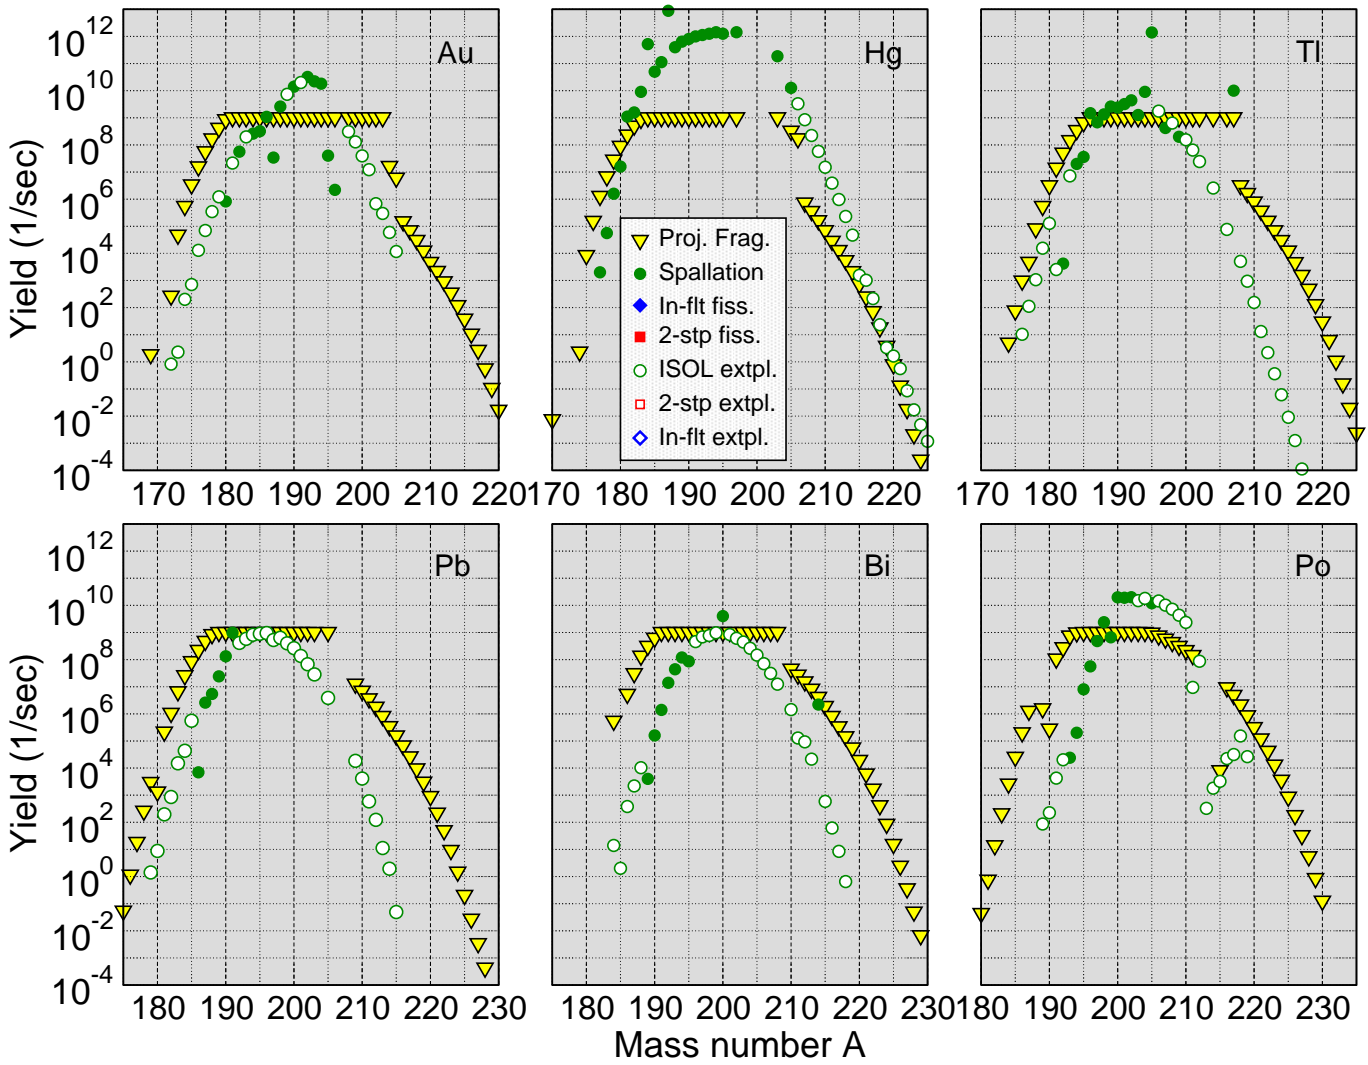 Yield (1/sec)
10^12
10^10
10^8
10^6
10^4
10^2
10^0
10^-2
10^-4
Au
170 180 190 200 210 220
Hg
Proj. Frag.
Spallation
In-flt fiss.
2-stp fiss.
ISOL extpl.
2-stp extpl.
In-flt extpl.
170 180 190 200 210 220
Tl
170 180 190 200 210 220
Yield (1/sec)
10^12
10^10
10^8
10^6
10^4
10^2
10^0
10^-2
10^-4
Pb
180 190 200 210 220
Bi
180 190 200 210 220 230
Po
180 190 200 210 220 230
Mass number A